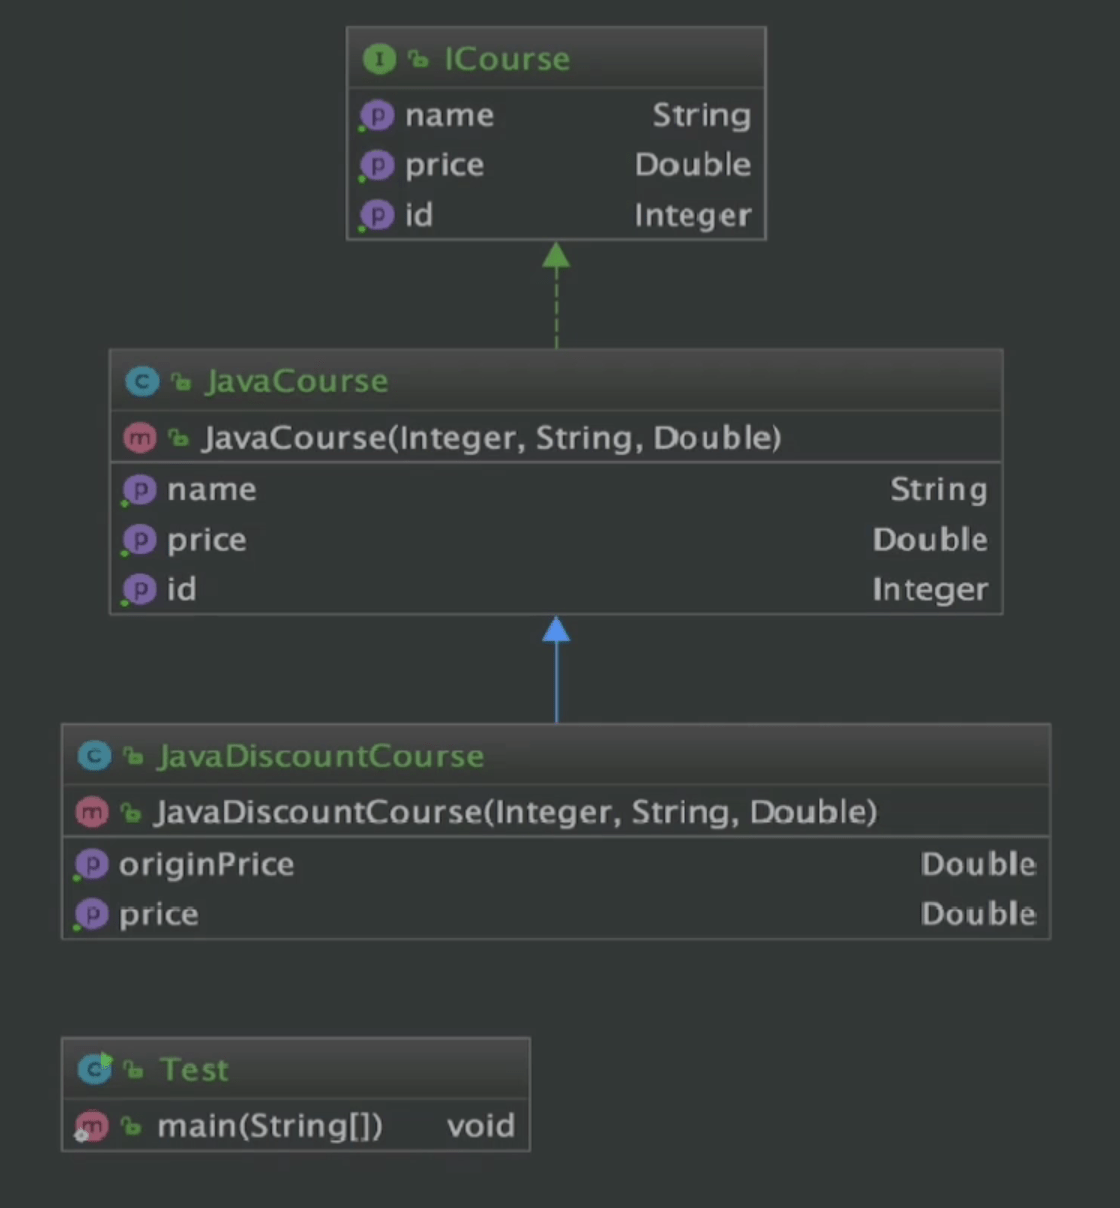 ICourse
name String
price Double
id Integer
JavaCourse
JavaCourse(Integer, String, Double)
name String
price Double
id Integer
JavaDiscountCourse
JavaDiscountCourse(Integer, String, Double)
originPrice Double
price Double
Test
main(String[]) void